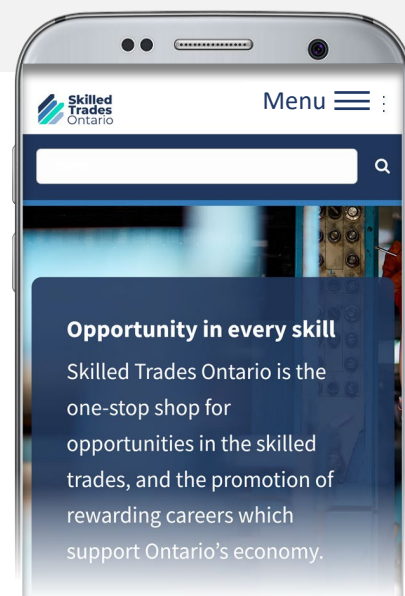 Skilled
Trades
Ontario
Menu
Opportunity in every skill
Skilled Trades Ontario is the
one-stop shop for
opportunities in the skilled
trades, and the promotion of
rewarding careers which
support Ontario's economy.